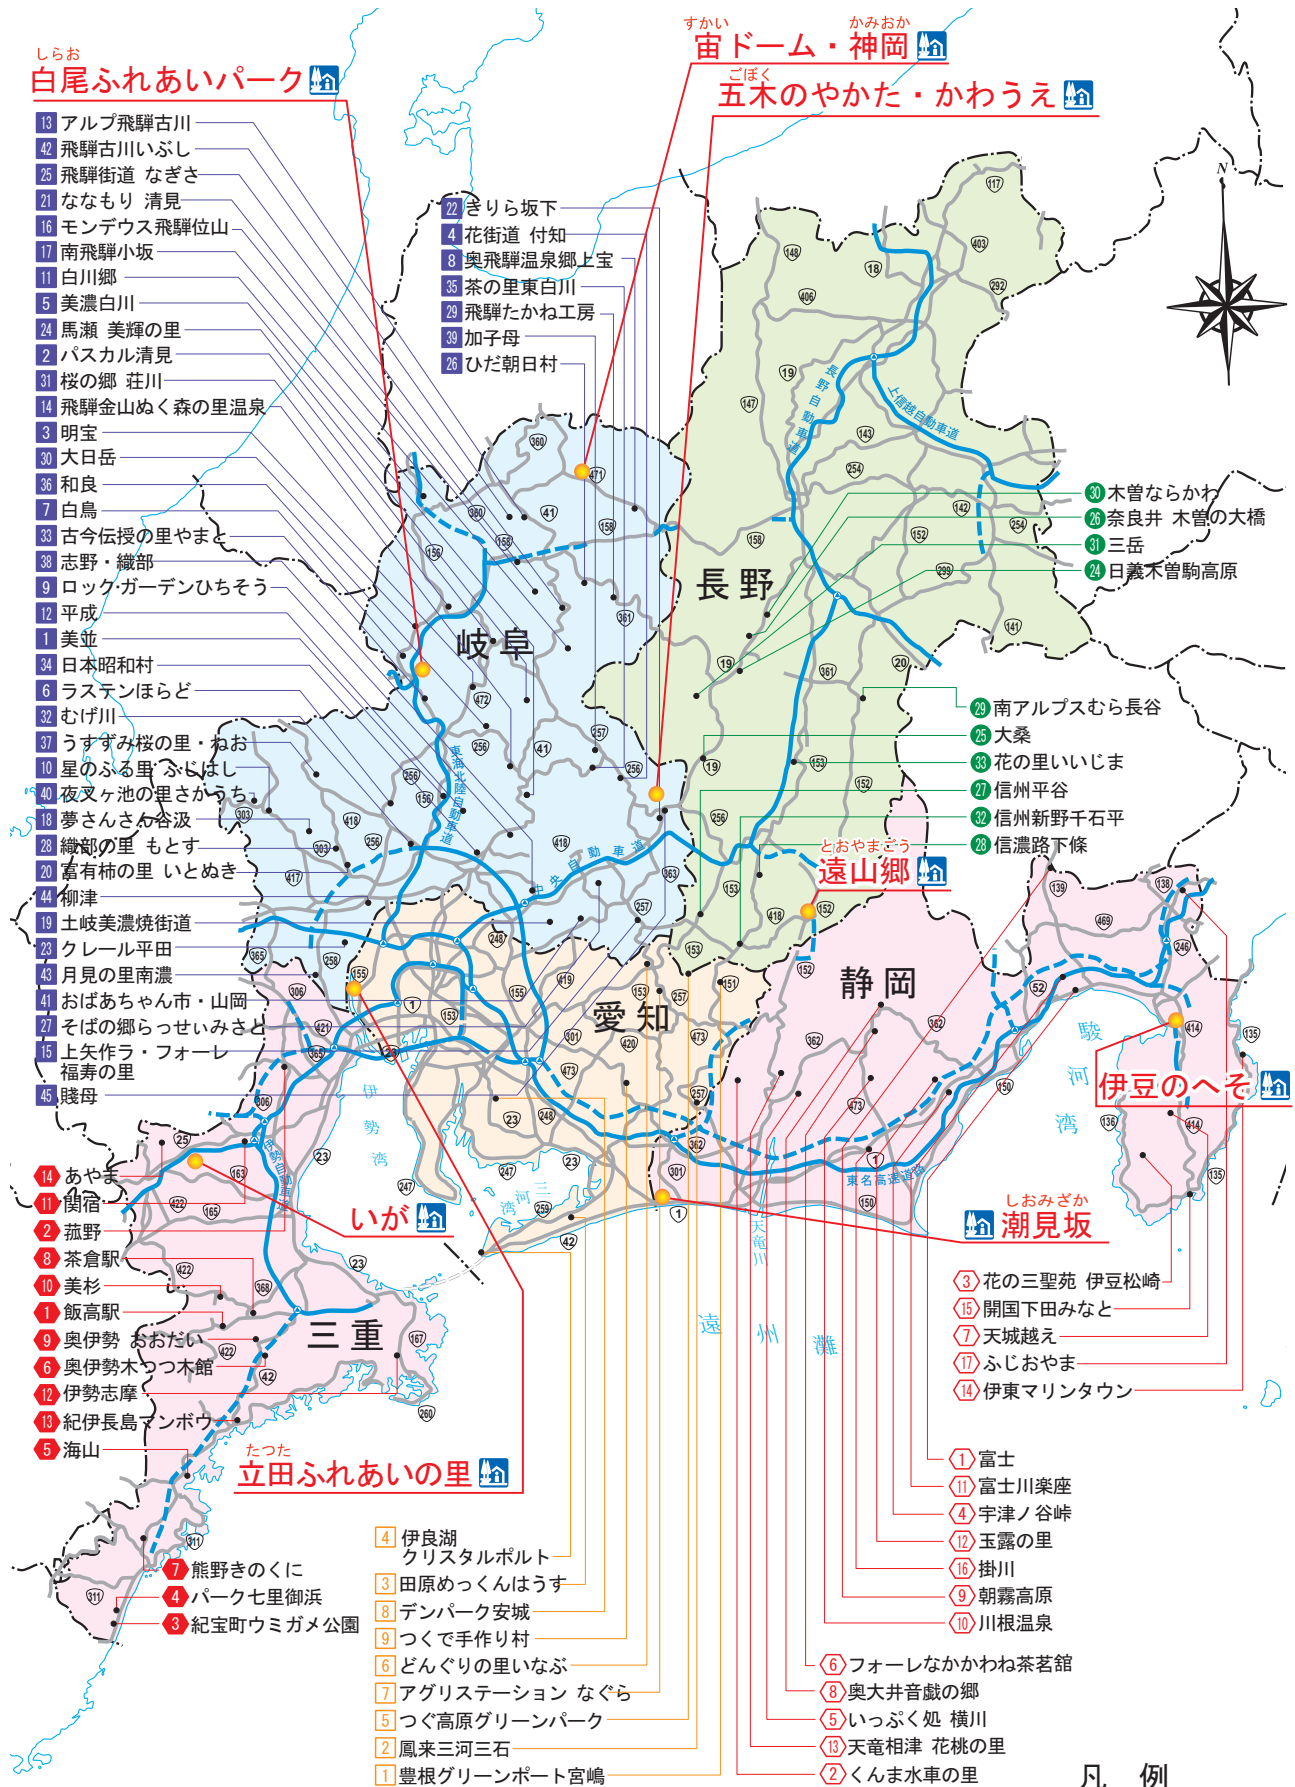 しらお
白尾ふれあいパーク
すかい かみおか
宙ドーム・神岡
ごぼく
五木のやかた・かわうえ
13 アルプ飛騨古川
42 飛騨古川いぶし
25 飛騨街道 なぎさ
21 ななもり 清見
16 モンデウス飛騨位山
17 南飛騨小坂
11 白川郷
5 美濃白川
24 馬瀬 美輝の里
2 パスカル清見
31 桜の郷 荘川
14 飛騨金山ぬく森の里温泉
3 明宝
30 大日岳
36 和良
7 白鳥
33 古今伝授の里やまと
38 志野・織部
9 ロック・ガーデンひちそう
12 平成
1 美並
34 日本昭和村
6 ラステンほらど
32 むげ川
37 うすずみ桜の里・ねお
10 星のふる里 ふじはし
40 夜叉ヶ池の里さかうち
18 夢さんさん谷汲
28 織部の里 もとす
20 富有柿の里 いとぬき
44 柳津
19 土岐美濃焼街道
23 クレール平田
43 月見の里南濃
41 おばあちゃん市・山岡
27 そばの郷らっせぃみさと
15 上矢作ラ・フォーレ
福寿の里
45 賤母
22 きりら坂下
4 花街道 付知
8 奥飛騨温泉郷上宝
35 茶の里東白川
29 飛騨たかね工房
39 加子母
26 ひだ朝日村
N
30 木曽ならかわ
26 奈良井 木曽の大橋
31 三岳
24 日義木曽駒高原
29 南アルプスむら長谷
25 大桑
33 花の里いいじま
27 信州平谷
32 信州新野千石平
28 信濃路下條
とおやまごう
遠山郷
長野
岐阜
愛知
静岡
三重
長野自動車道
上信越自動車道
東海北陸自動車道
中央自動車道
伊勢自動車道
東名高速道路
伊勢湾
三河湾
天竜川
遠州灘
駿河湾
伊豆のへそ
しおみざか
潮見坂
いが
たつた
立田ふれあいの里
14 あやま
11 関宿
2 菰野
8 茶倉駅
10 美杉
1 飯高駅
9 奥伊勢 おおだい
6 奥伊勢木つつ木館
12 伊勢志摩
13 紀伊長島マンボウ
5 海山
7 熊野きのくに
4 パーク七里御浜
3 紀宝町ウミガメ公園
4 伊良湖
クリスタルポルト
3 田原めっくんはうす
8 デンパーク安城
9 つくで手作り村
6 どんぐりの里いなぶ
7 アグリステーション なぐら
5 つぐ高原グリーンパーク
2 鳳来三河三石
1 豊根グリーンポート宮嶋
3 花の三聖苑 伊豆松崎
15 開国下田みなと
7 天城越え
17 ふじおやま
14 伊東マリンタウン
1 富士
11 富士川楽座
4 宇津ノ谷峠
12 玉露の里
16 掛川
9 朝霧高原
10 川根温泉
6 フォーレなかかわね茶茗舘
8 奥大井音戯の郷
5 いっぷく処 横川
13 天竜相津 花桃の里
2 くんま水車の里
凡 例